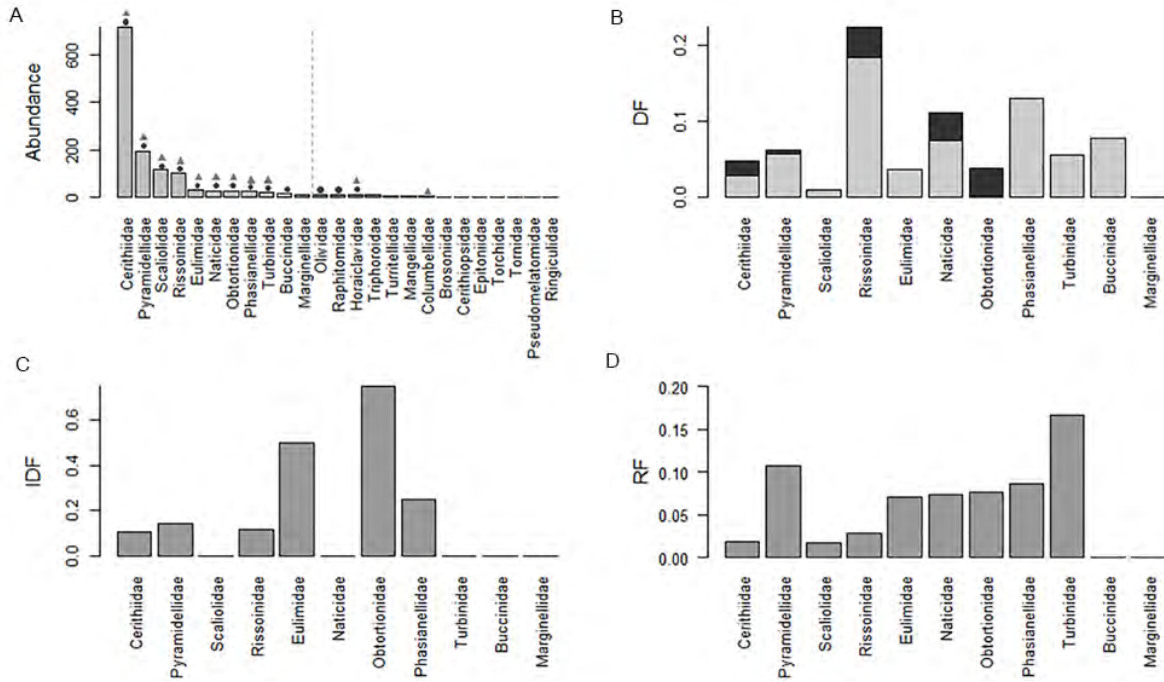 A
Abundance
0
200
400
600
Cerithiidae
Pyramidellidae
Scaliolidae
Rissoinidae
Eulimidae
Naticidae
Obtortionidae
Phasianellidae
Turbinidae
Buccinidae
Marginellidae
Olividae
Raphitomidae
Horaiclavidae
Triphoroidae
Turritellidae
Mangellidae
Columbellidae
Brosoniidae
Cerithiopsidae
Epitonidae
Torchidae
Tornidae
Pseudomelatomidae
Ringiculidae
B
DF
0.0
0.1
0.2
Cerithiidae
Pyramidellidae
Scaliolidae
Rissoinidae
Eulimidae
Naticidae
Obtortionidae
Phasianellidae
Turbinidae
Buccinidae
Marginellidae
C
IDF
0.0
0.2
0.4
0.6
Cerithiidae
Pyramidellidae
Scaliolidae
Rissoinidae
Eulimidae
Naticidae
Obtortionidae
Phasianellidae
Turbinidae
Buccinidae
Marginellidae
D
RF
0.00
0.05
0.10
0.15
0.20
Cerithiidae
Pyramidellidae
Scaliolidae
Rissoinidae
Eulimidae
Naticidae
Obtortionidae
Phasianellidae
Turbinidae
Buccinidae
Marginellidae